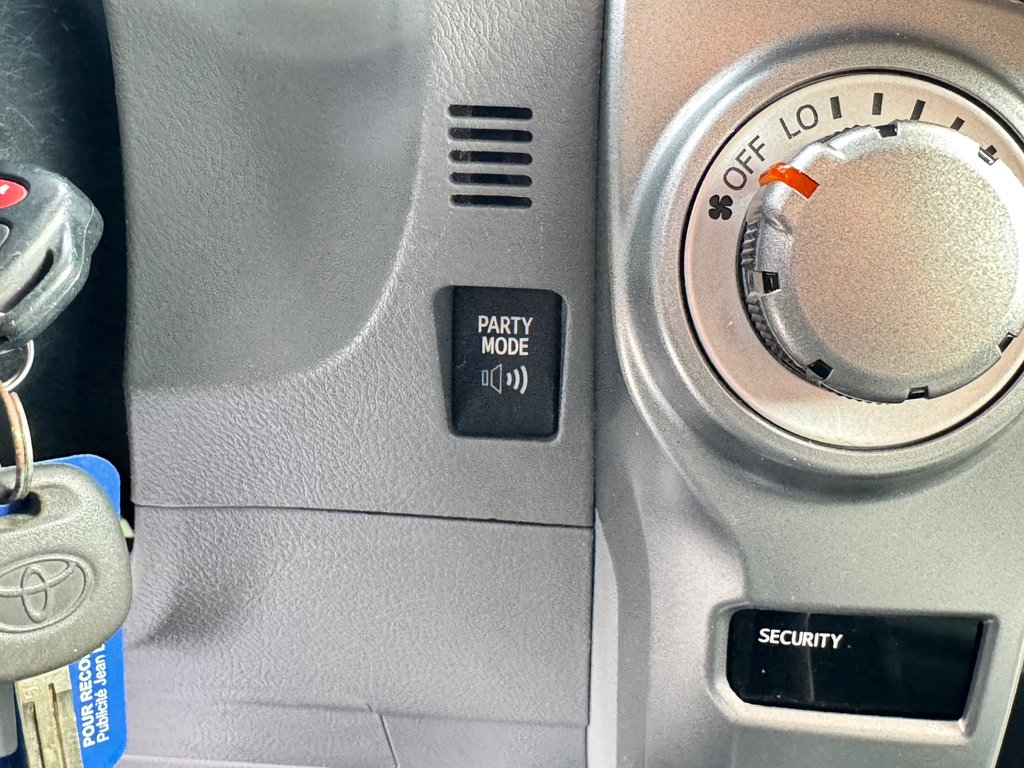 LO
OFF
PARTY
MODE
SECURITY
POUR RECO
Publicité Jean